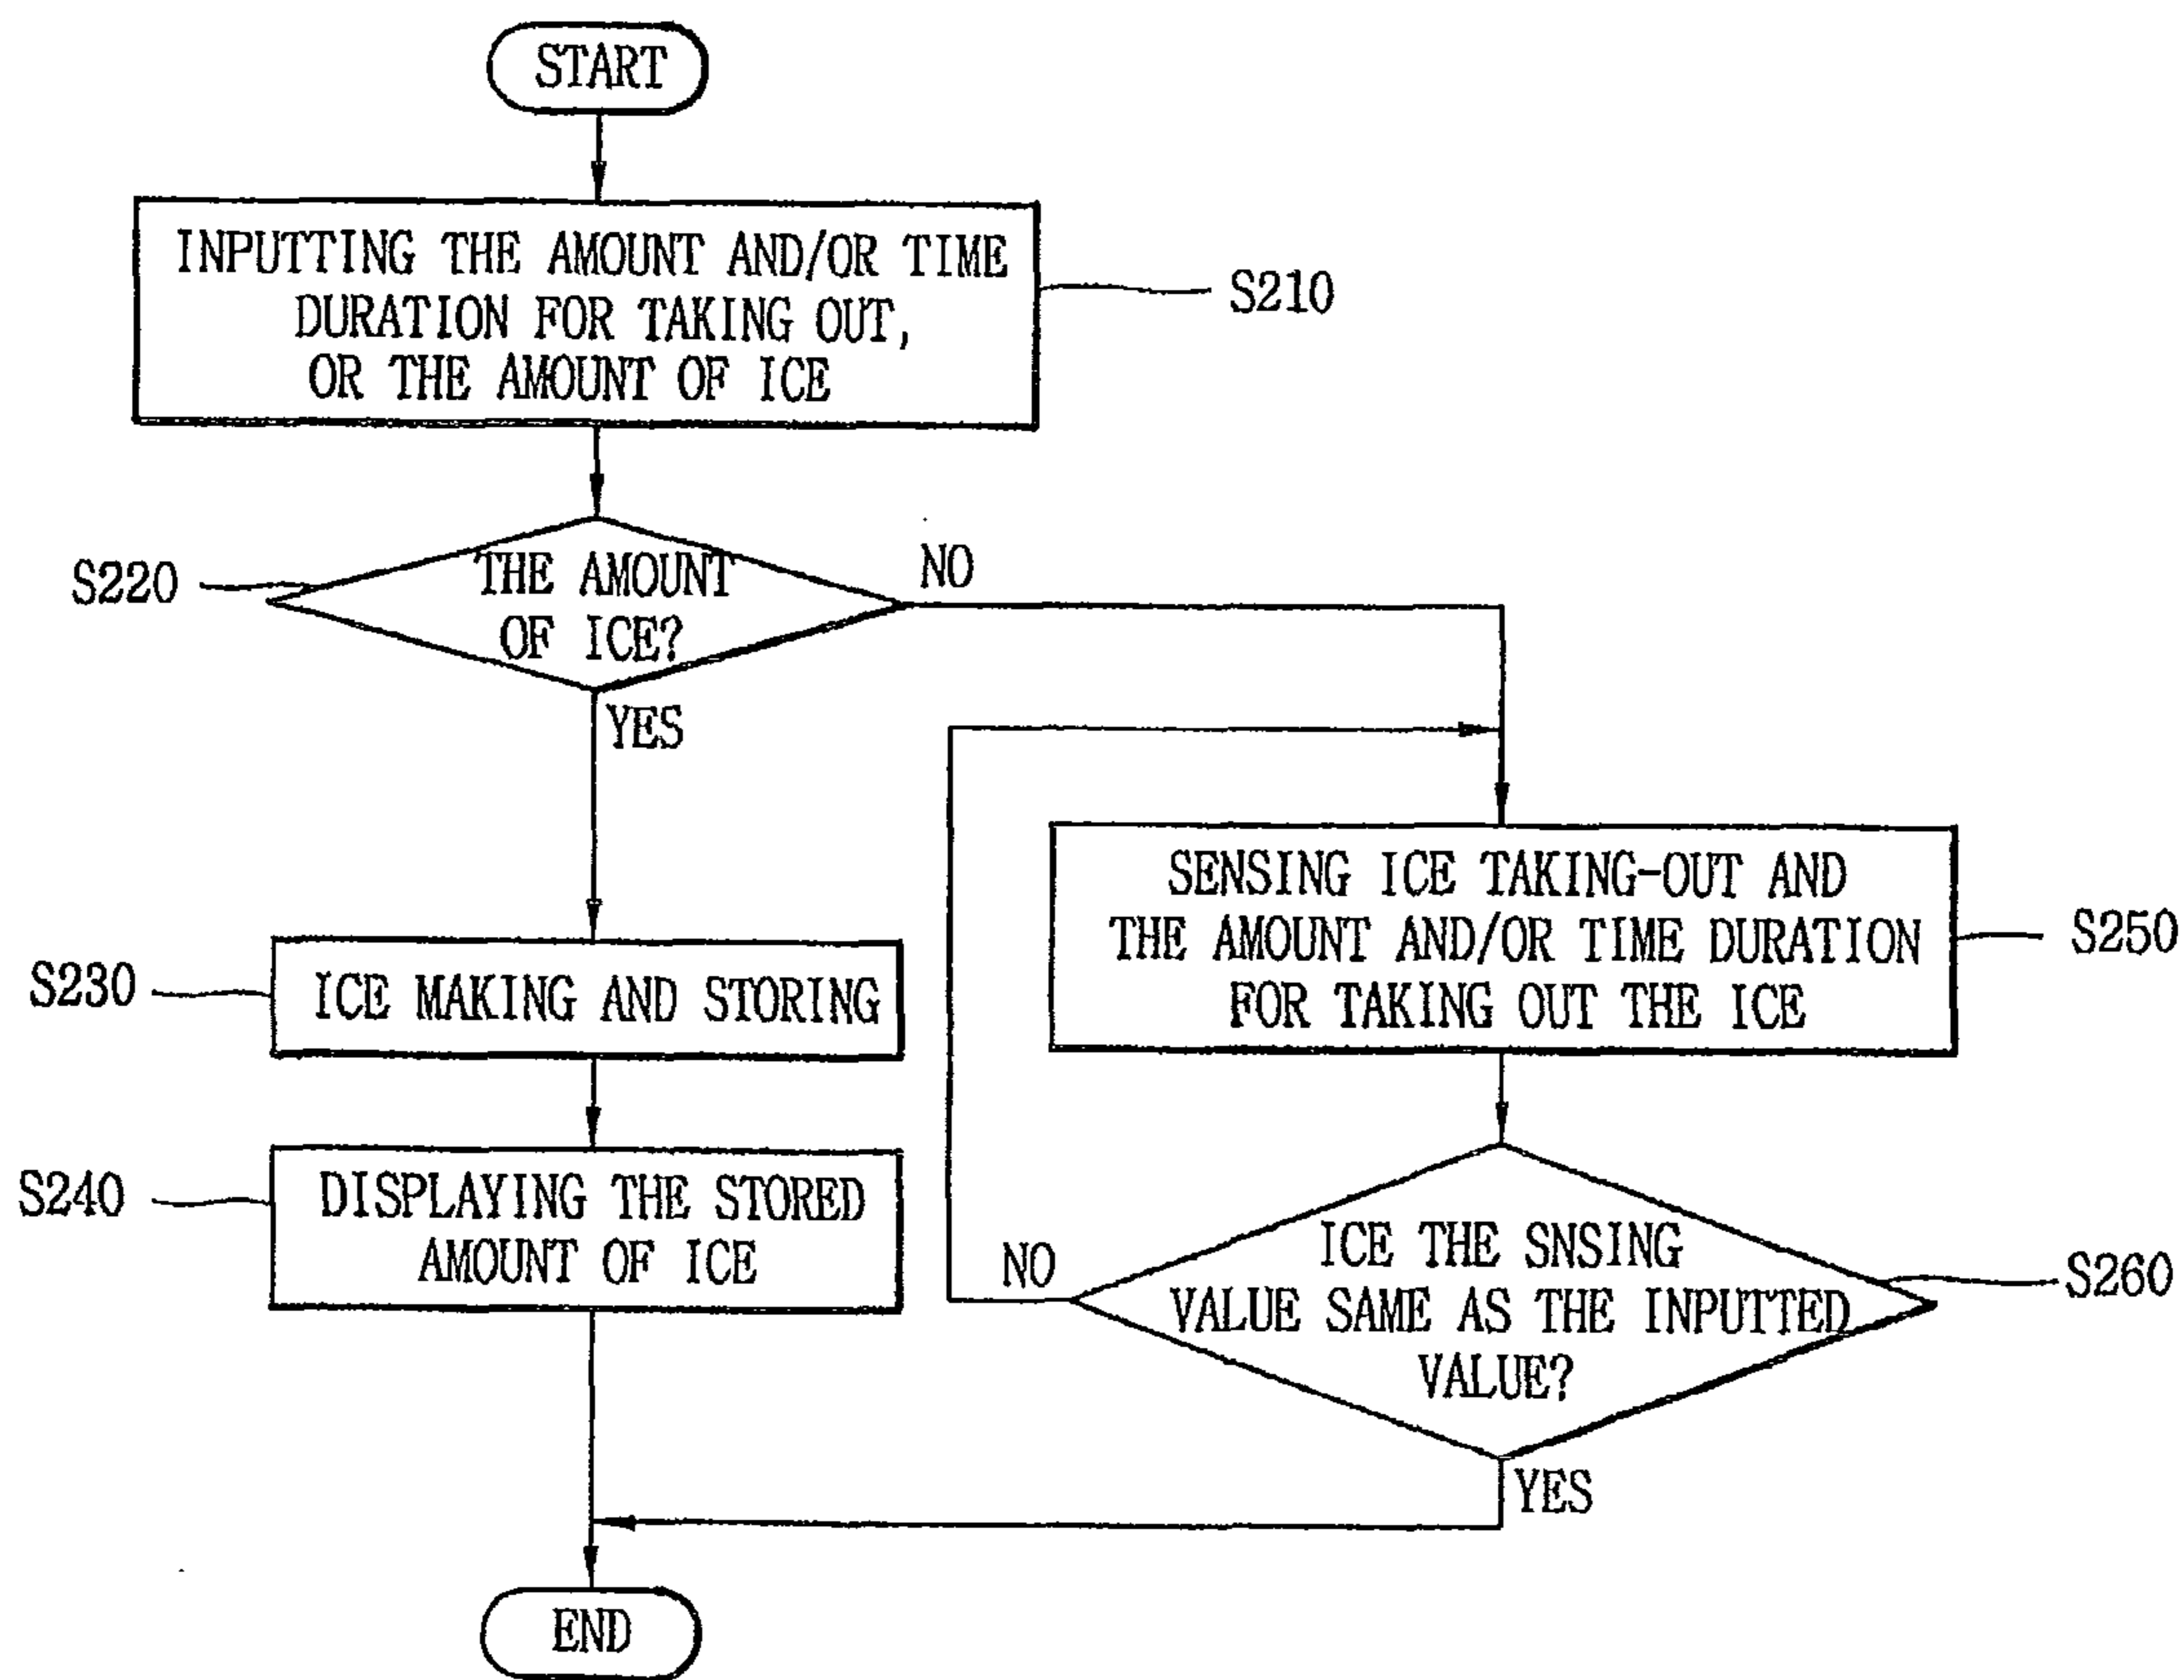 START
INPUTTING THE AMOUNT AND/OR TIME
DURATION FOR TAKING OUT,
OR THE AMOUNT OF ICE
S210
S220
THE AMOUNT
OF ICE?
NO
YES
S230
ICE MAKING AND STORING
S240
DISPLAYING THE STORED
AMOUNT OF ICE
SENSING ICE TAKING-OUT AND
THE AMOUNT AND/OR TIME DURATION
FOR TAKING OUT THE ICE
S250
NO
ICE THE SNSING
VALUE SAME AS THE INPUTTED
VALUE?
S260
YES
END